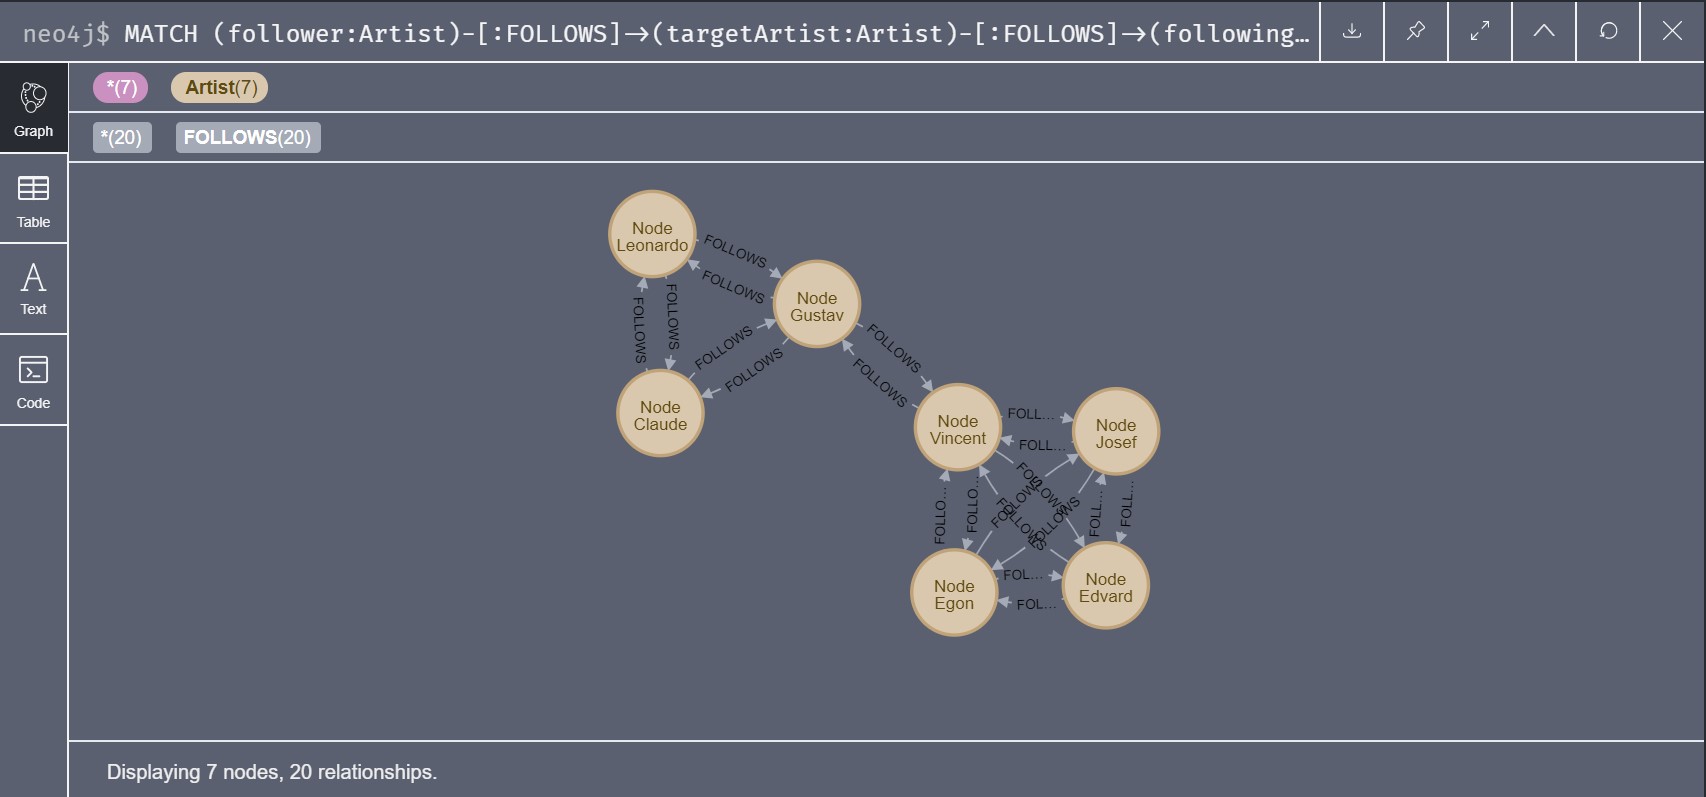 neo4j$ MATCH (follower:Artist)-[:FOLLOWS]→(targetArtist:Artist)-[:FOLLOWS]→(following…
*(7) Artist(7)
*(20) FOLLOWS(20)
Graph
Table
Text
Code
Node
Leonardo
FOLLOWS
FOLLOWS
Node
Gustav
FOLLOWS
FOLLOWS
FOLLOWS
FOLLOWS
Node
Claude
FOLLOWS
FOLLOWS
Node
Vincent
FOLL…
FOLL…
Node
Josef
FOLLO…
FOLLO…
FOLLOWS
FOLLOWS
FOLLOWS
FOLLOWS
FOLL…
FOLL…
Node
Egon
FOL…
FOL…
Node
Edvard
Displaying 7 nodes, 20 relationships.